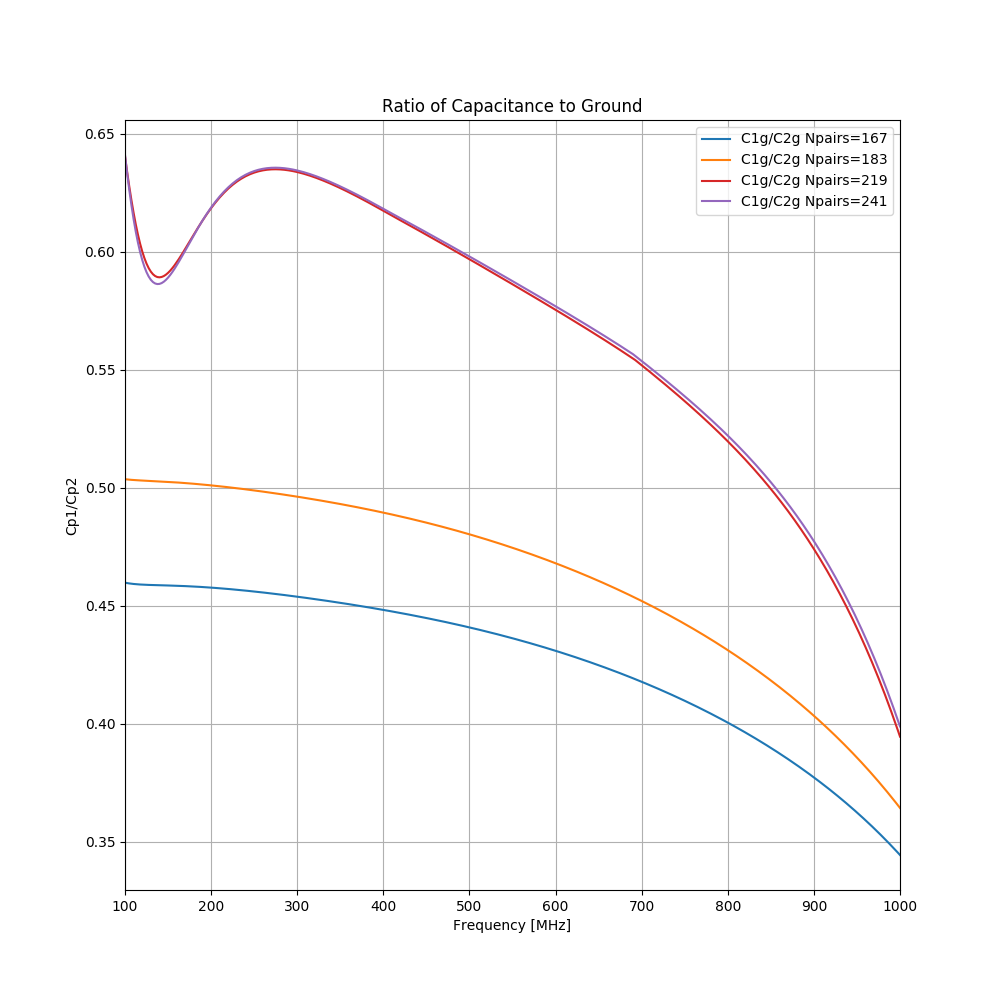 Ratio of Capacitance to Ground
C1g/C2g Npairs=167
C1g/C2g Npairs=183
C1g/C2g Npairs=219
C1g/C2g Npairs=241
Cp1/Cp2
0.65
0.60
0.55
0.50
0.45
0.40
0.35
100 200 300 400 500 600 700 800 900 1000
Frequency [MHz]